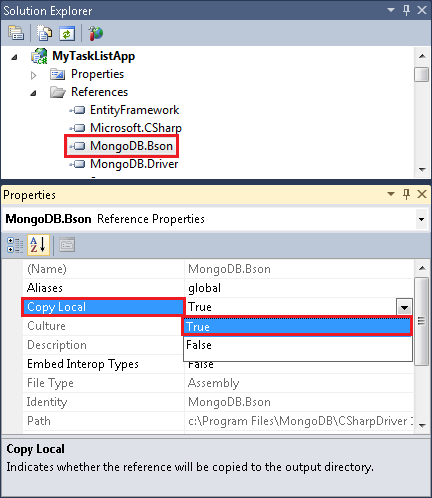 Solution Explorer
MyTaskListApp
Properties
References
EntityFramework
Microsoft.CSharp
MongoDB.Bson
MongoDB.Driver
Properties
MongoDB.Bson Reference Properties
(Name) MongoDB.Bson
Aliases global
Copy Local True
Culture True
Description False
Embed Interop Types False
File Type Assembly
Identity MongoDB.Bson
Path c:\Program Files\MongoDB\CSharpDriver
Copy Local
Indicates whether the reference will be copied to the output directory.